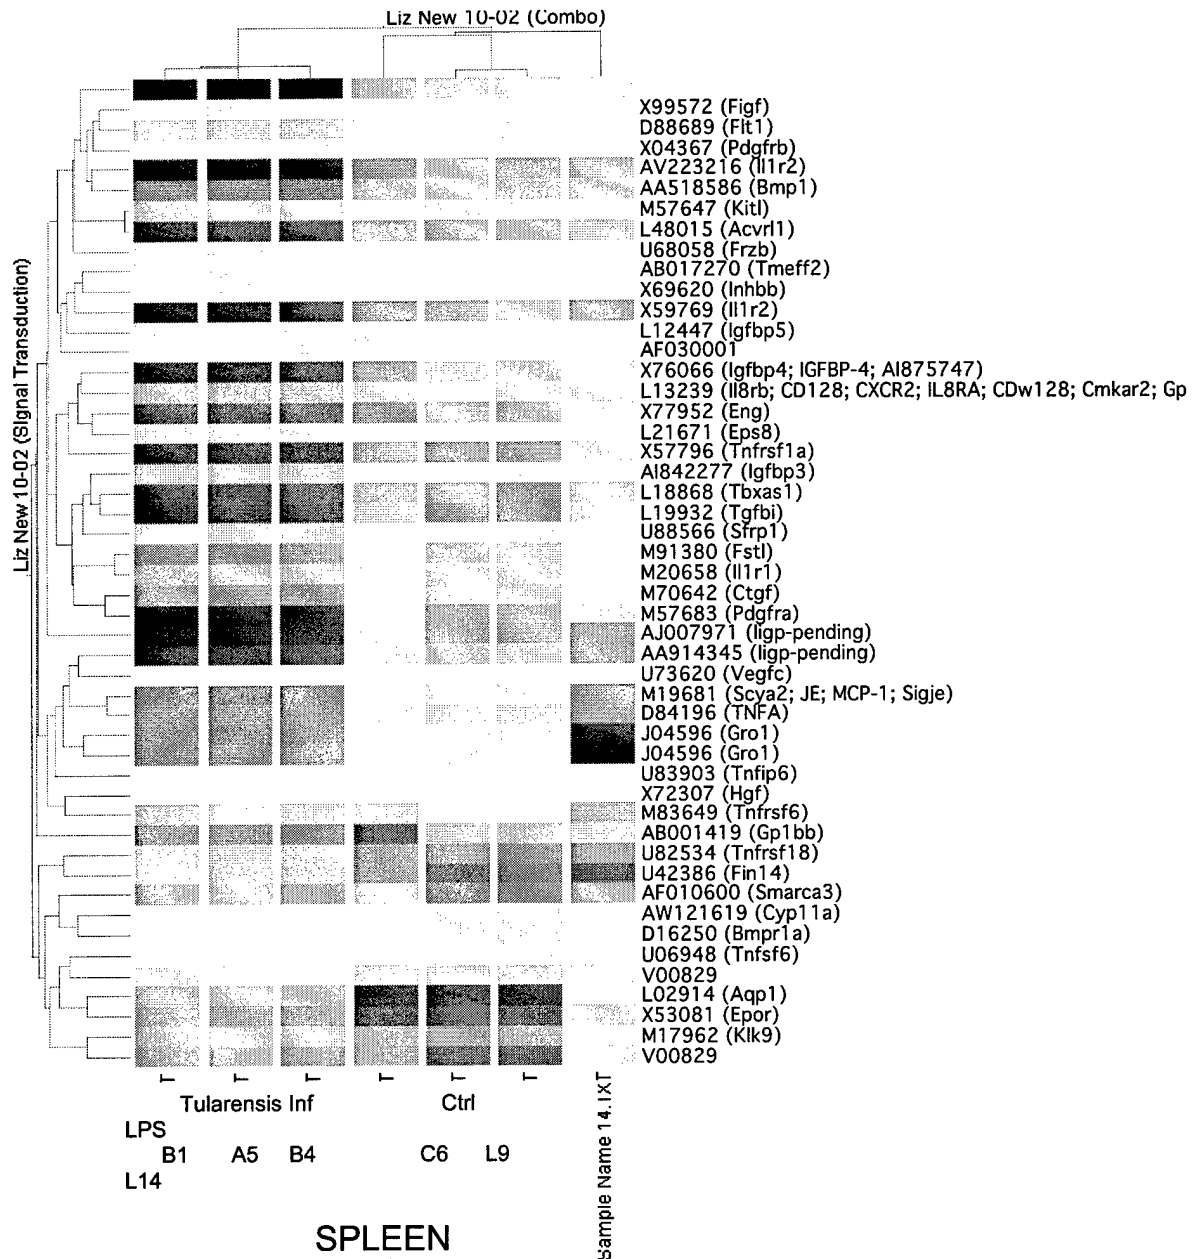 Liz New 10-02 (Combo)
Liz New 10-02 (Signal Transduction)
X99572 (Figf)
D88689 (Flt1)
X04367 (Pdgfrb)
AV223216 (Il1r2)
AA518586 (Bmp1)
M57647 (Kitl)
L48015 (Acvrl1)
U68058 (Frzb)
AB017270 (Tmeff2)
X69620 (Inhbb)
X59769 (Il1r2)
L12447 (Igfbp5)
AF030001
X76066 (Igfbp4; IGFBP-4; AI875747)
L13239 (Il8rb; CD128; CXCR2; IL8RA; CDw128; Cmkar2; Gp
X77952 (Eng)
L21671 (Eps8)
X57796 (Tnfrsf1a)
AI842277 (Igfbp3)
L18868 (Tbxas1)
L19932 (Tgfbi)
U88566 (Sfrp1)
M91380 (Fstl)
M20658 (Il1r1)
M70642 (Ctgf)
M57683 (Pdgfra)
AJ007971 (Iigp-pending)
AA914345 (Iigp-pending)
U73620 (Vegfc)
M19681 (Scya2; JE; MCP-1; Sigje)
D84196 (TNFA)
J04596 (Gro1)
J04596 (Gro1)
U83903 (Tnfip6)
X72307 (Hgf)
M83649 (Tnfrsf6)
AB001419 (Gp1bb)
U82534 (Tnfrsf18)
U42386 (Fin14)
AF010600 (Smarca3)
AW121619 (Cyp11a)
D16250 (Bmpr1a)
U06948 (Tnfsf6)
V00829
L02914 (Aqp1)
X53081 (Epor)
M17962 (Klk9)
V00829
T T T T T T
Sample Name 14.1XT
Tularensis Inf Ctrl
LPS
B1 A5 B4 C6 L9
L14
SPLEEN